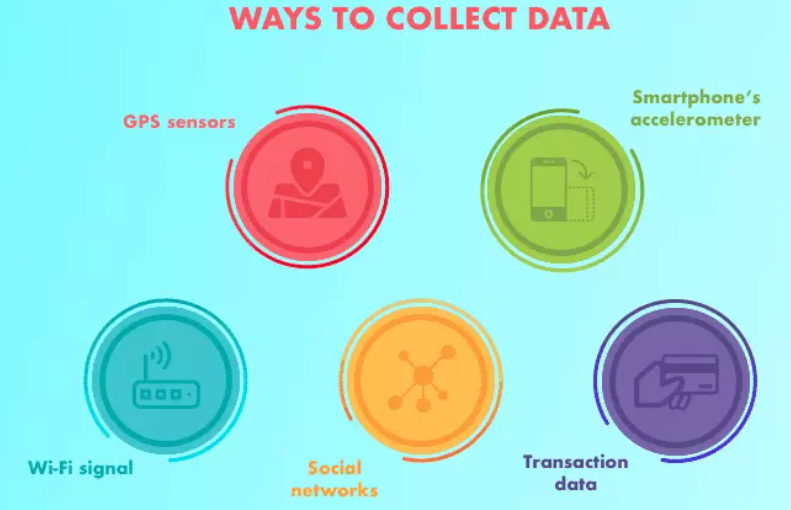 WAYS TO COLLECT DATA
GPS sensors
Smartphone's
accelerometer
Wi-Fi signal
Social
networks
Transaction
data